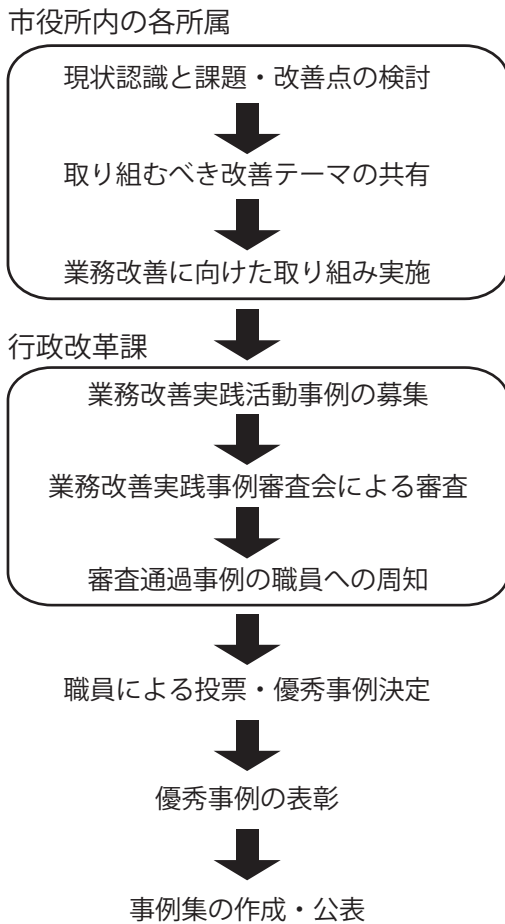 市役所内の各所属
現状認識と課題・改善点の検討
取り組むべき改善テーマの共有
業務改善に向けた取り組み実施
行政改革課
業務改善実践活動事例の募集
業務改善実践事例審査会による審査
審査通過事例の職員への周知
職員による投票・優秀事例決定
優秀事例の表彰
事例集の作成・公表